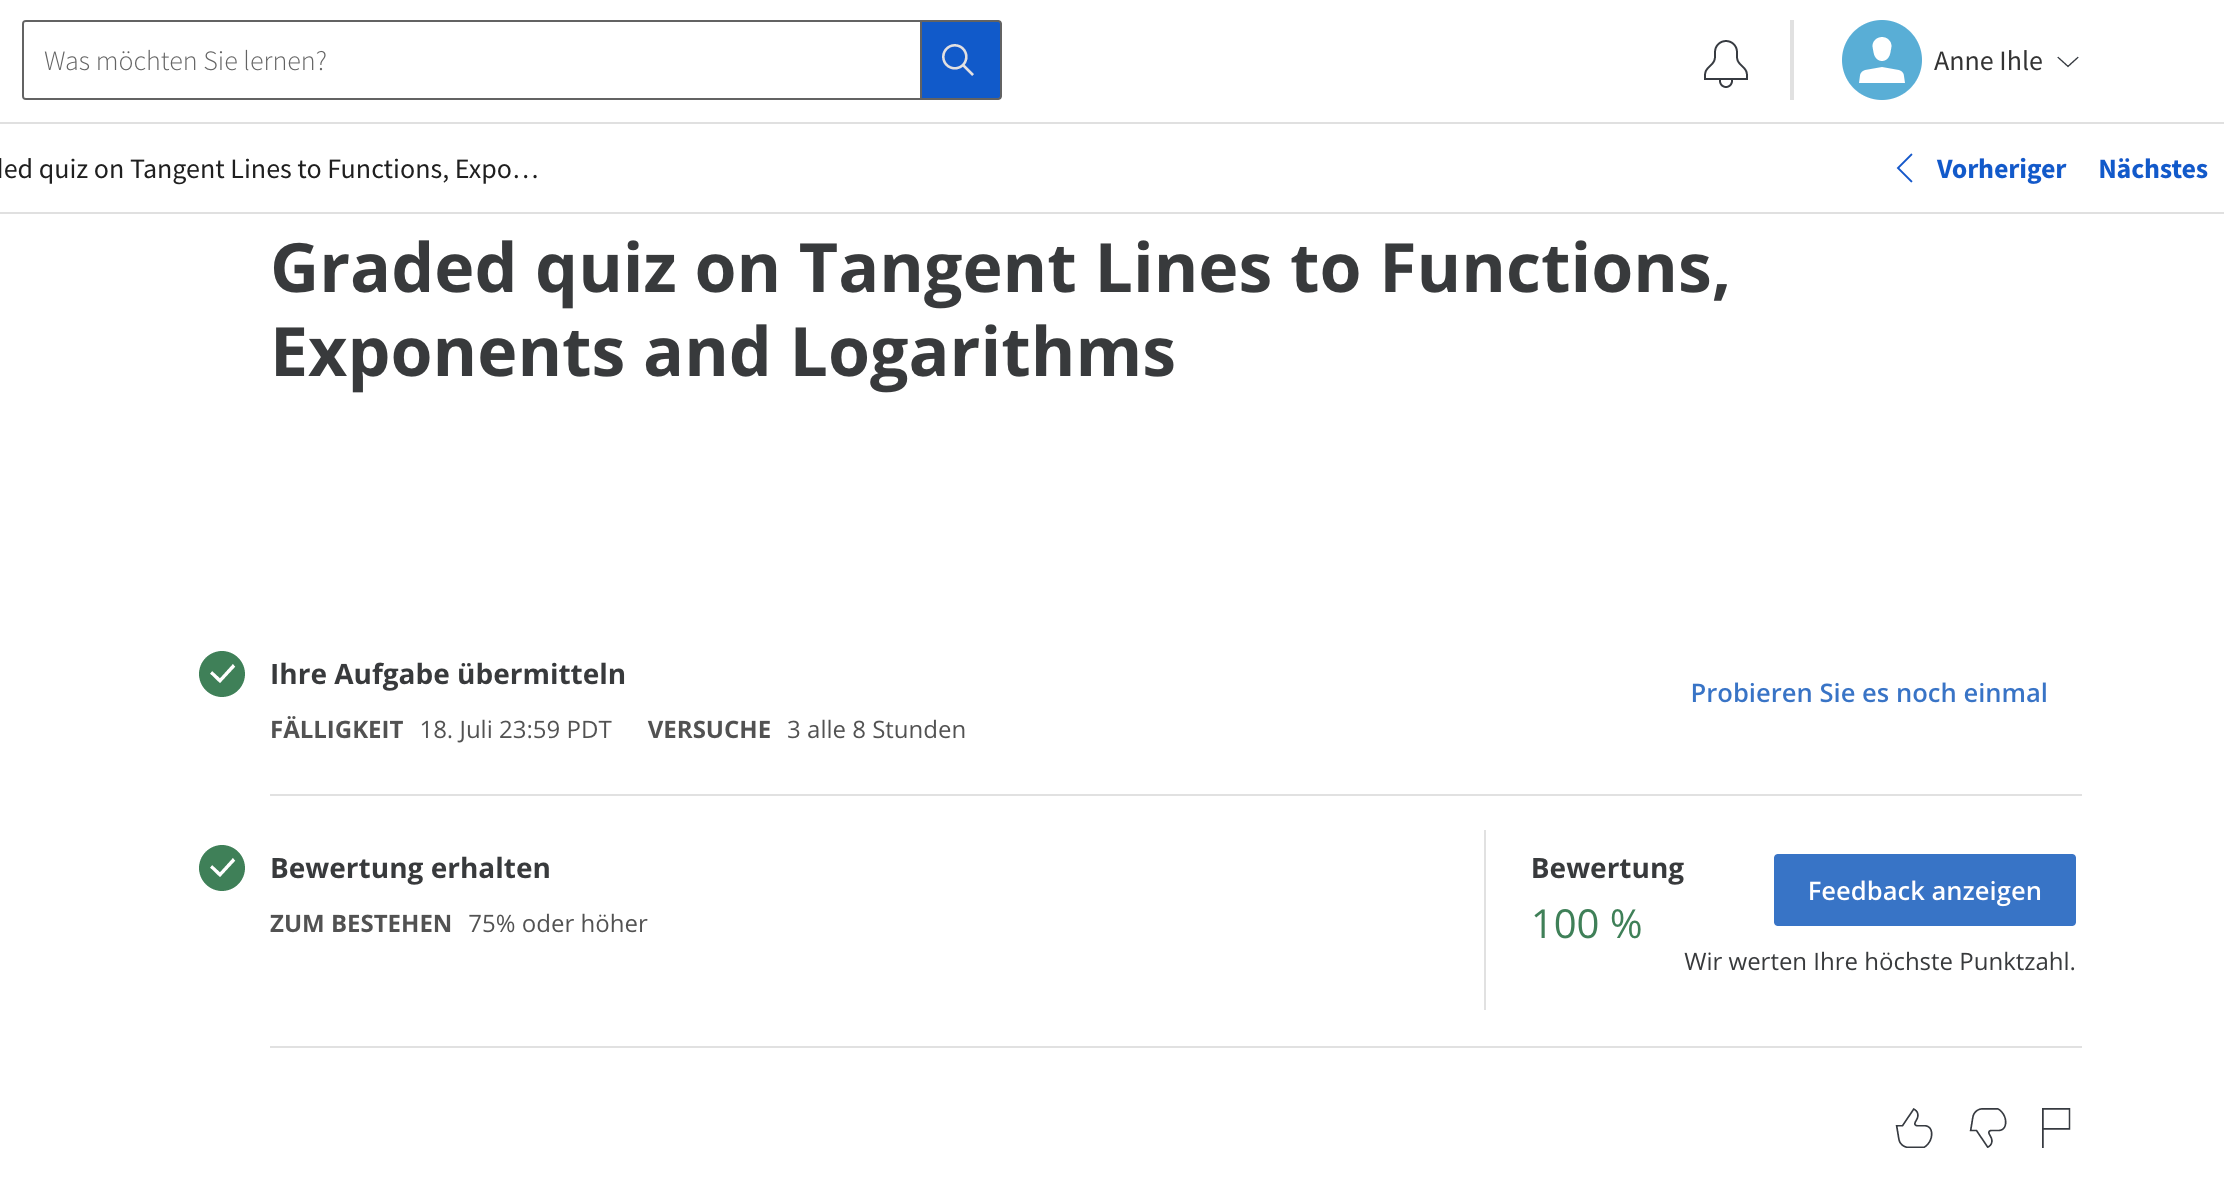 Was möchten Sie lernen?
Anne Ihle
ed quiz on Tangent Lines to Functions, Expo...
Vorheriger
Nächstes
Graded quiz on Tangent Lines to Functions,
Exponents and Logarithms
Ihre Aufgabe übermitteln
Probieren Sie es noch einmal
FÄLLIGKEIT 18. Juli 23:59 PDT VERSUCHE 3 alle 8 Stunden
Bewertung erhalten
ZUM BESTEHEN 75% oder höher
Bewertung
100 %
Feedback anzeigen
Wir werten Ihre höchste Punktzahl.